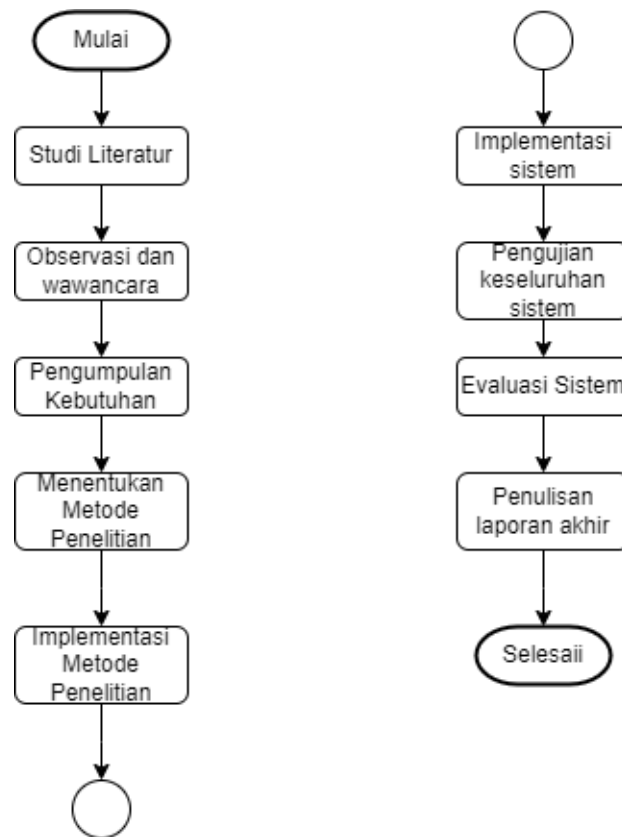 Mulai
Studi Literatur
Observasi dan
wawancara
Pengumpulan
Kebutuhan
Menentukan
Metode
Penelitian
Implementasi
Metode
Penelitian
Implementasi
sistem
Pengujian
keseluruhan
sistem
Evaluasi Sistem
Penulisan
laporan akhir
Selesaii